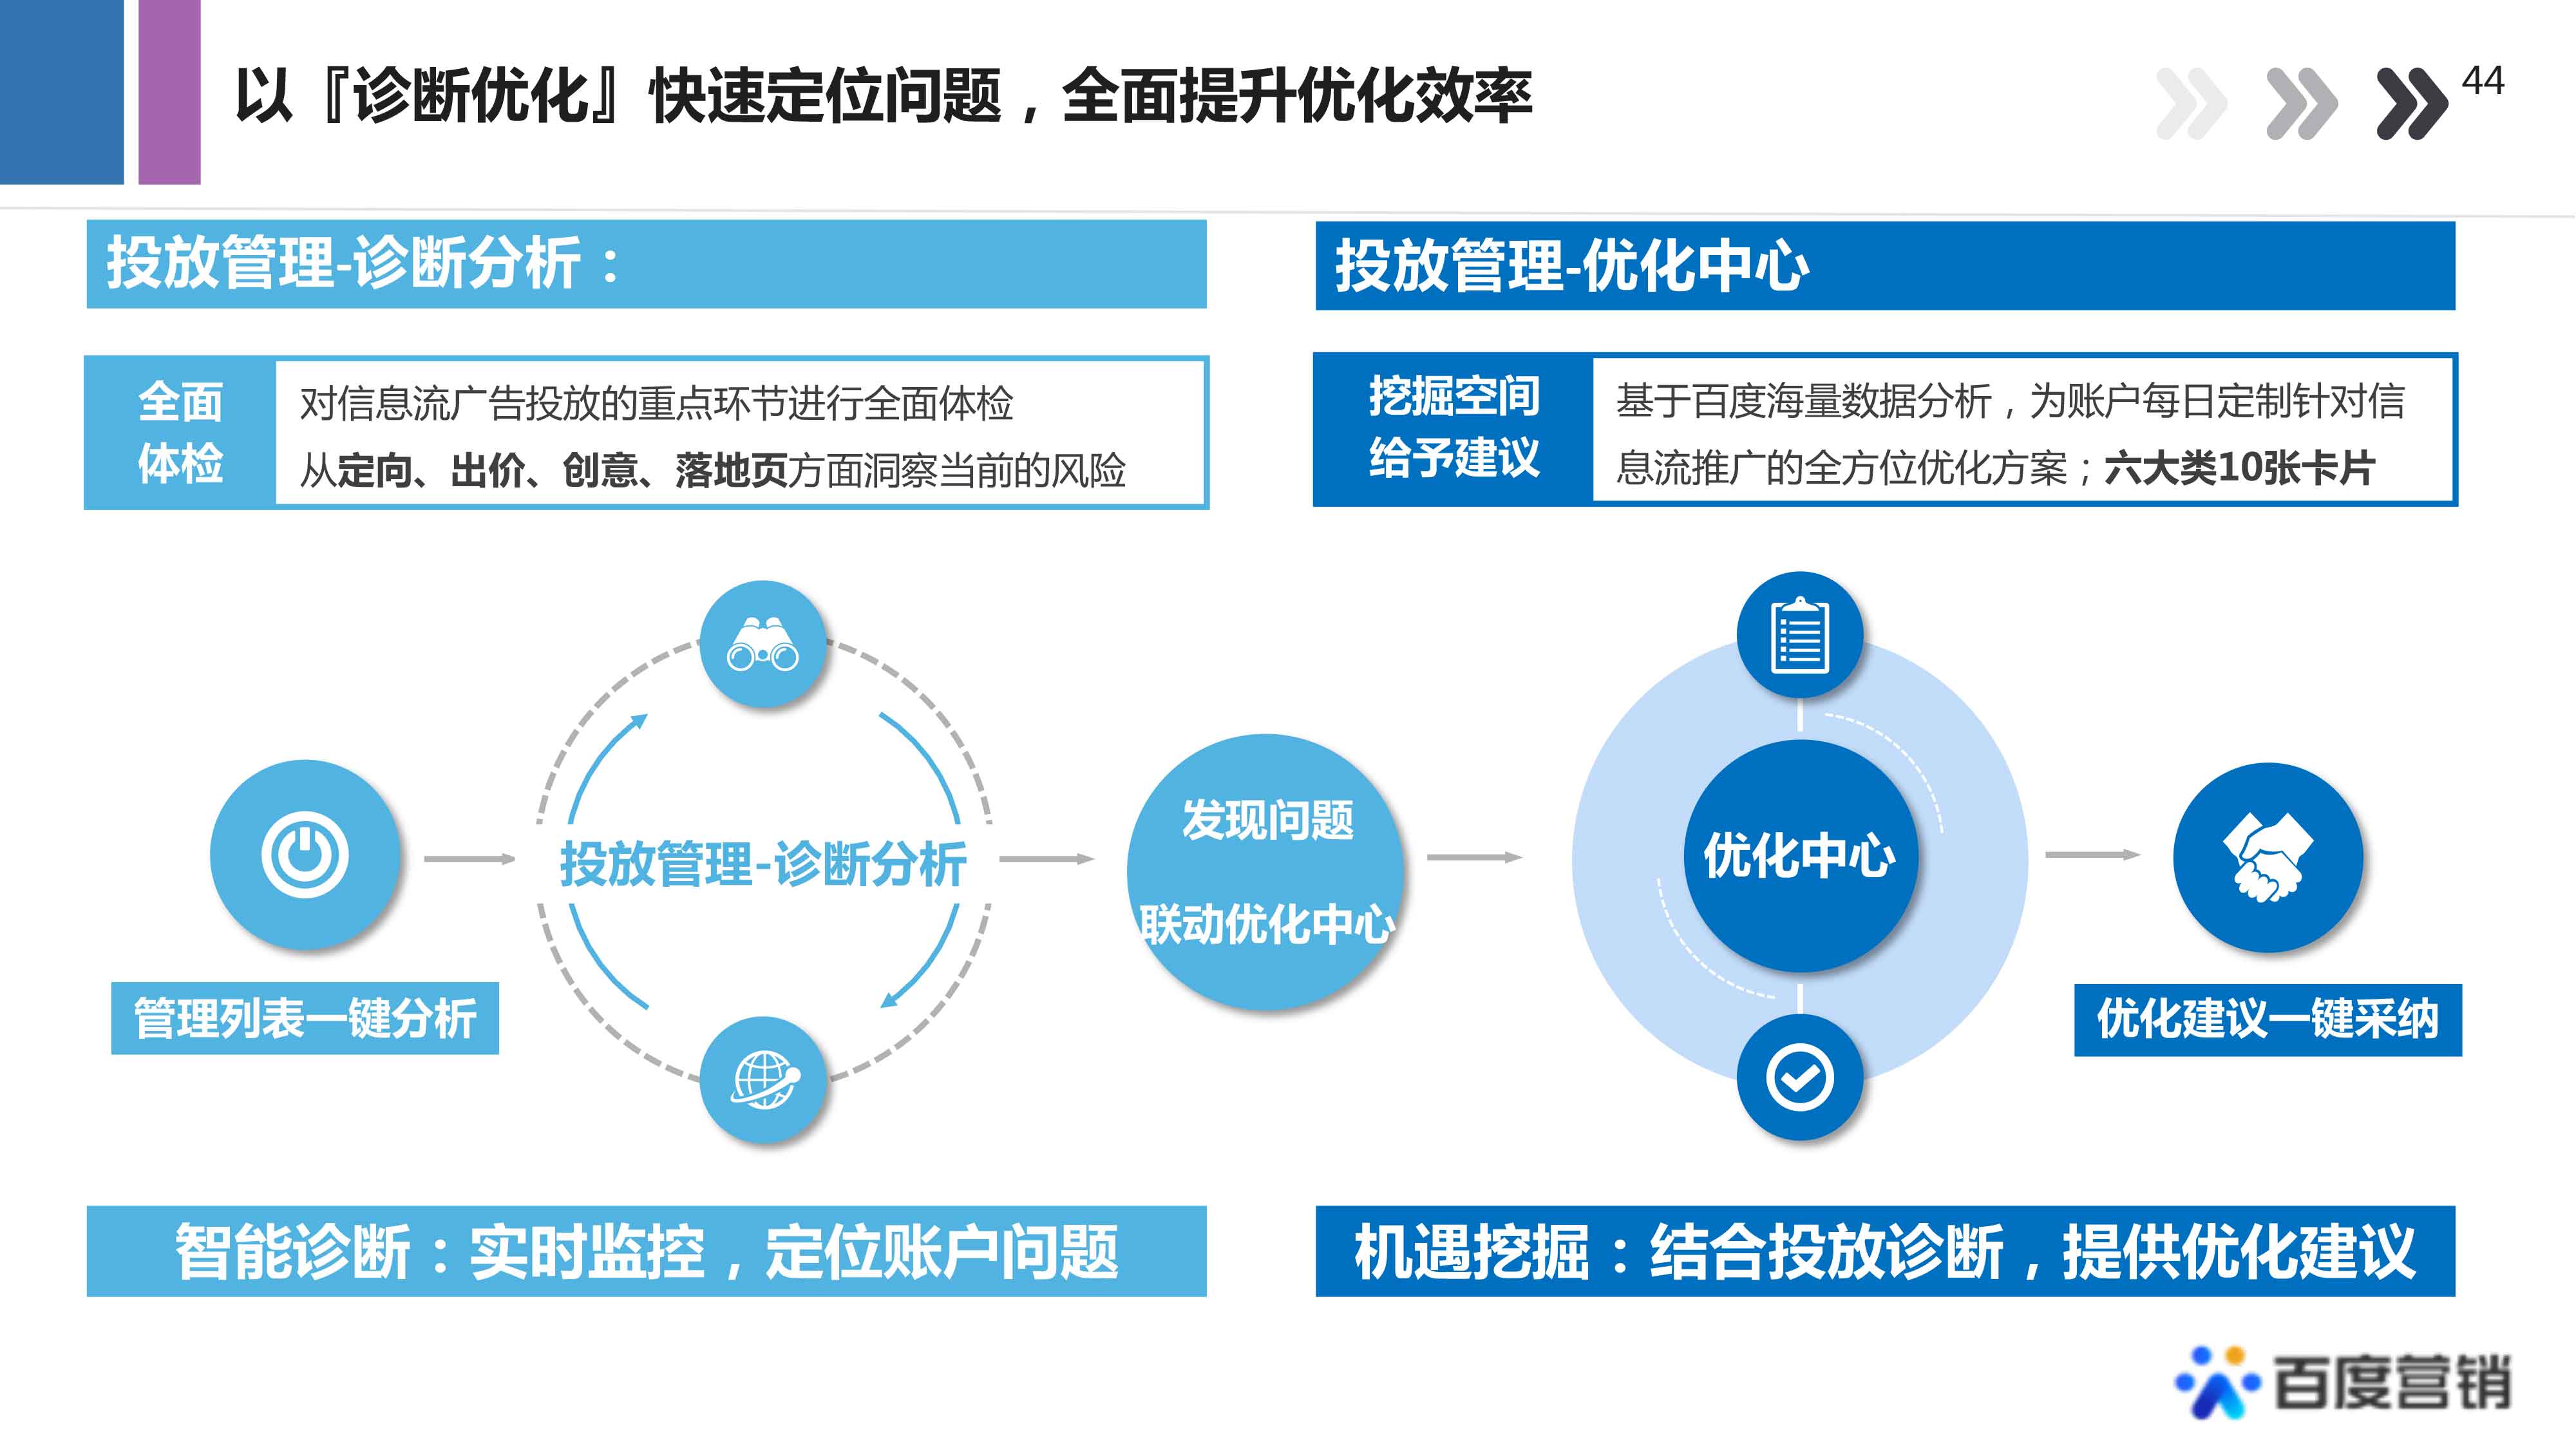 以『诊断优化』快速定位问题，全面提升优化效率
44
投放管理-诊断分析：
全面
体检
对信息流广告投放的重点环节进行全面体检
从定向、出价、创意、落地页方面洞察当前的风险
投放管理-优化中心
挖掘空间
给予建议
基于百度海量数据分析，为账户每日定制针对信
息流推广的全方位优化方案；六大类10张卡片
管理列表一键分析
投放管理-诊断分析
发现问题
联动优化中心
优化中心
优化建议一键采纳
智能诊断：实时监控，定位账户问题
机遇挖掘：结合投放诊断，提供优化建议
百度营销